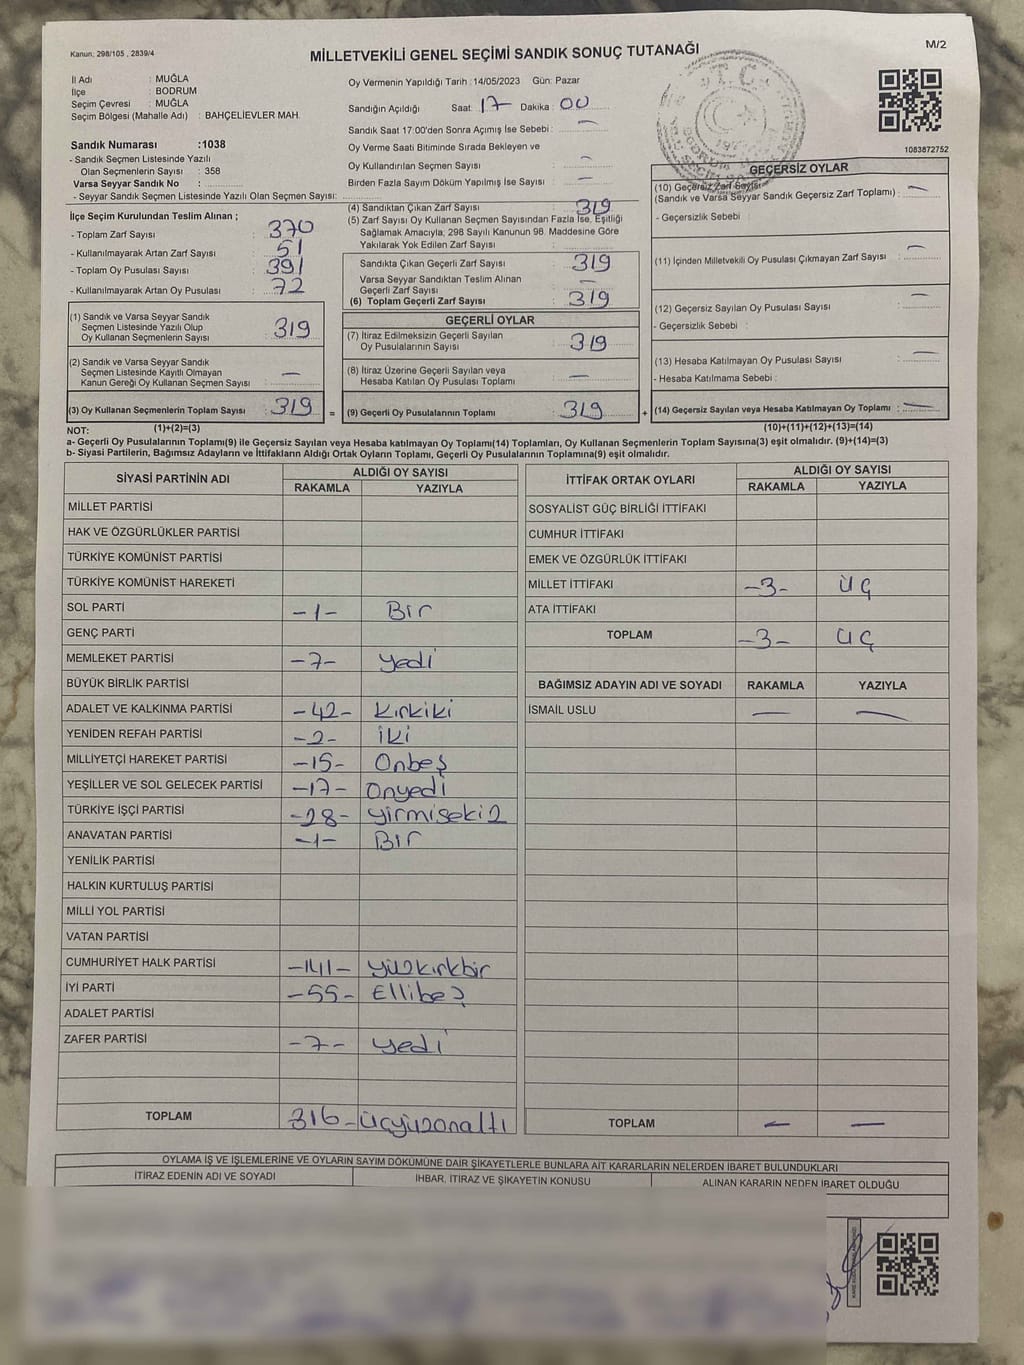 Kanun; 298/105 , 2839/4
MİLLETVEKİLİ GENEL SEÇİMİ SANDIK SONUÇ TUTANAĞI
M/2
İl Adı : MUĞLA
İlçe : BODRUM
Seçim Çevresi : MUĞLA
Seçim Bölgesi (Mahalle Adı) : BAHÇELİEVLER MAH.
Sandık Numarası :1038
- Sandık Seçmen Listesinde Yazılı
Olan Seçmenlerin Sayısı : 358
Varsa Seyyar Sandık No :
- Seyyar Sandık Seçmen Listesinde Yazılı Olan Seçmen Sayısı:
İlçe Seçim Kurulundan Teslim Alınan ;
- Toplam Zarf Sayısı : 370
- Kullanılmayarak Artan Zarf Sayısı : 51
- Toplam Oy Pusulası Sayısı : 391
- Kullanılmayarak Artan Oy Pusulası : 72
(1) Sandık ve Varsa Seyyar Sandık
Seçmen Listesinde Yazılı Olup
Oy Kullanan Seçmenlerin Sayısı : 319
(2) Sandık ve Varsa Seyyar Sandık
Seçmen Listesinde Kayıtlı Olmayan
Kanun Gereği Oy Kullanan Seçmen Sayısı : —
(3) Oy Kullanan Seçmenlerin Toplam Sayısı : 319 =
(1)+(2)=(3)
Oy Vermenin Yapıldığı Tarih : 14/05/2023 Gün: Pazar
Sandığın Açıldığı Saat: 17 Dakika : 00
Sandık Saat 17:00'den Sonra Açımış İse Sebebi : —
Oy Verme Saati Bitiminde Sırada Bekleyen ve
Oy Kullandırılan Seçmen Sayısı : —
Birden Fazla Sayım Döküm Yapılmış İse Sayısı : —
(4) Sandıktan Çıkan Zarf Sayısı : 319
(5) Zarf Sayısı Oy Kullanan Seçmen Sayısından Fazla İse, Eşitliği
Sağlamak Amacıyla; 298 Sayılı Kanunun 98. Maddesine Göre
Yakılarak Yok Edilen Zarf Sayısı :
Sandıkta Çıkan Geçerli Zarf Sayısı : 319
Varsa Seyyar Sandıktan Teslim Alınan
Geçerli Zarf Sayısı : —
(6) Toplam Geçerli Zarf Sayısı : 319
GEÇERLİ OYLAR
(7) İtiraz Edilmeksizin Geçerli Sayılan
Oy Pusulalarının Sayısı : 319
(8) İtiraz Üzerine Geçerli Sayılan veya
Hesaba Katılan Oy Pusulası Toplamı : —
(9) Geçerli Oy Pusulalarının Toplamı : 319 +
T.C.
BODRUM
1083872752
GEÇERSİZ OYLAR
(10) Geçersiz Zarf Sayısı
(Sandık ve Varsa Seyyar Sandık Geçersiz Zarf Toplamı) : —
- Geçersizlik Sebebi :
(11) İçinden Milletvekili Oy Pusulası Çıkmayan Zarf Sayısı : —
(12) Geçersiz Sayılan Oy Pusulası Sayısı : —
- Geçersizlik Sebebi :
(13) Hesaba Katılmayan Oy Pusulası Sayısı : —
- Hesaba Katılmama Sebebi :
(14) Geçersiz Sayılan veya Hesaba Katılmayan Oy Toplamı : —
(10)+(11)+(12)+(13)=(14)
NOT:
a- Geçerli Oy Pusulalarının Toplamı(9) ile Geçersiz Sayılan veya Hesaba katılmayan Oy Toplamı(14) Toplamları, Oy Kullanan Seçmenlerin Toplam Sayısına(3) eşit olmalıdır. (9)+(14)=(3)
b- Siyasi Partilerin, Bağımsız Adayların ve İttifakların Aldığı Ortak Oyların Toplamı, Geçerli Oy Pusulalarının Toplamına(9) eşit olmalıdır.
SİYASİ PARTİNİN ADI ALDIĞI OY SAYISI
RAKAMLA YAZIYLA
MİLLET PARTİSİ
HAK VE ÖZGÜRLÜKLER PARTİSİ
TÜRKİYE KOMÜNİST PARTİSİ
TÜRKİYE KOMÜNİST HAREKETİ
SOL PARTİ -1- Bir
GENÇ PARTİ
MEMLEKET PARTİSİ -7- yedi
BÜYÜK BİRLİK PARTİSİ
ADALET VE KALKINMA PARTİSİ -42- kırkiki
YENİDEN REFAH PARTİSİ -2- iki
MİLLİYETÇİ HAREKET PARTİSİ -15- Onbeş
YEŞİLLER VE SOL GELECEK PARTİSİ -17- Onyedi
TÜRKİYE İŞÇİ PARTİSİ -28- yirmisekiz
ANAVATAN PARTİSİ -1- Bir
YENİLİK PARTİSİ
HALKIN KURTULUŞ PARTİSİ
MİLLİ YOL PARTİSİ
VATAN PARTİSİ
CUMHURİYET HALK PARTİSİ -141- yüzkırkbir
İYİ PARTİ -55- Ellibeş
ADALET PARTİSİ
ZAFER PARTİSİ -7- yedi
TOPLAM 316- üçyüzonaltı
İTTİFAK ORTAK OYLARI ALDIĞI OY SAYISI
RAKAMLA YAZIYLA
SOSYALİST GÜÇ BİRLİĞİ İTTİFAKI
CUMHUR İTTİFAKI
EMEK VE ÖZGÜRLÜK İTTİFAKI
MİLLET İTTİFAKI -3- üç
ATA İTTİFAKI
TOPLAM -3- üç
BAĞIMSIZ ADAYIN ADI VE SOYADI RAKAMLA YAZIYLA
İSMAİL USLU — —
TOPLAM — —
OYLAMA İŞ VE İŞLEMLERİNE VE OYLARIN SAYIM DÖKÜMÜNE DAİR ŞİKAYETLERLE BUNLARA AİT KARARLARIN NELERDEN İBARET BULUNDUKLARI
İTİRAZ EDENİN ADI VE SOYADI İHBAR, İTİRAZ VE ŞİKAYETİN KONUSU ALINAN KARARIN NEDEN İBARET OLDUĞU